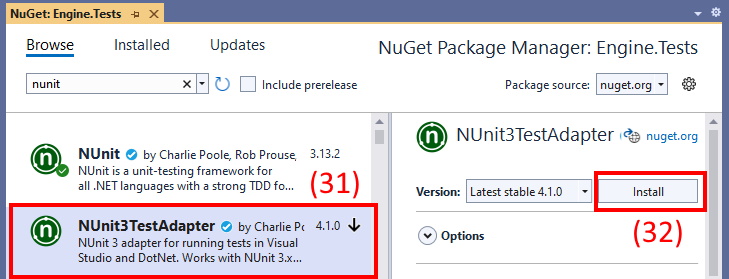 NuGet: Engine.Tests
Browse Installed Updates
NuGet Package Manager: Engine.Tests
nunit
Include prerelease
Package source: nuget.org
n
NUnit by Charlie Poole, Rob Prouse, 3.13.2
NUnit is a unit-testing framework for
all .NET languages with a strong TDD fo...
(31)
n
NUnit3TestAdapter by Charlie Pc 4.1.0
NUnit 3 adapter for running tests in Visual
Studio and DotNet. Works with NUnit 3.x...
n
NUnit3TestAdapter nuget.org
Version: Latest stable 4.1.0 Install
(32)
Options